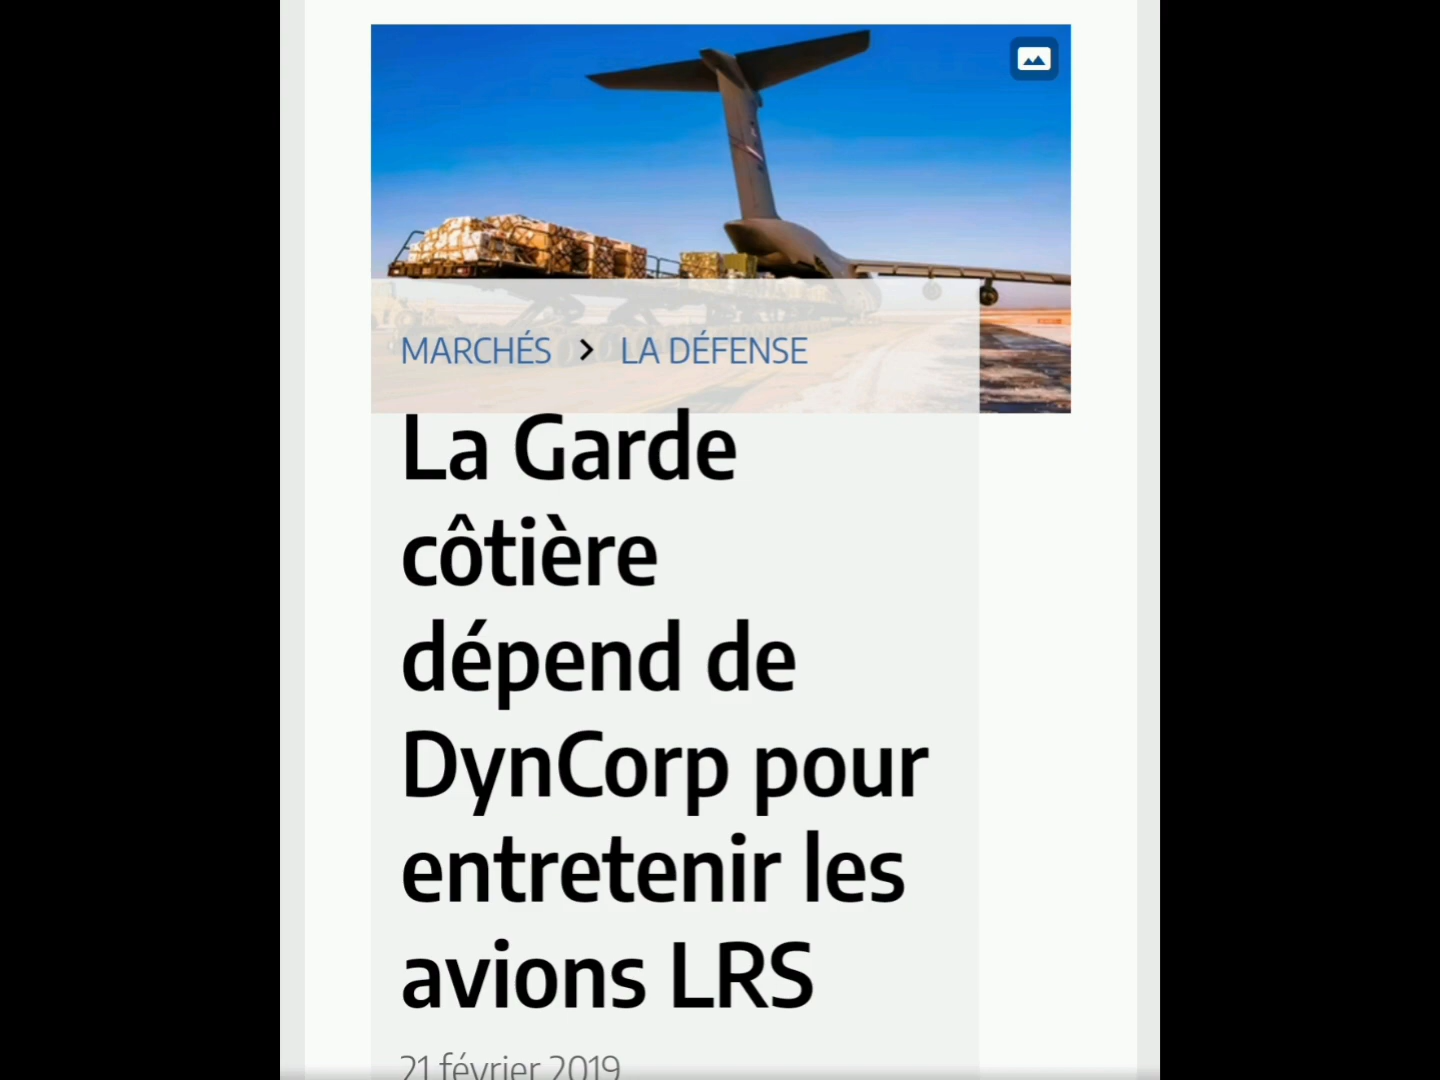 MARCHÉS > LA DÉFENSE
La Garde
côtière
dépend de
DynCorp pour
entretenir les
avions LRS
21 février 2019